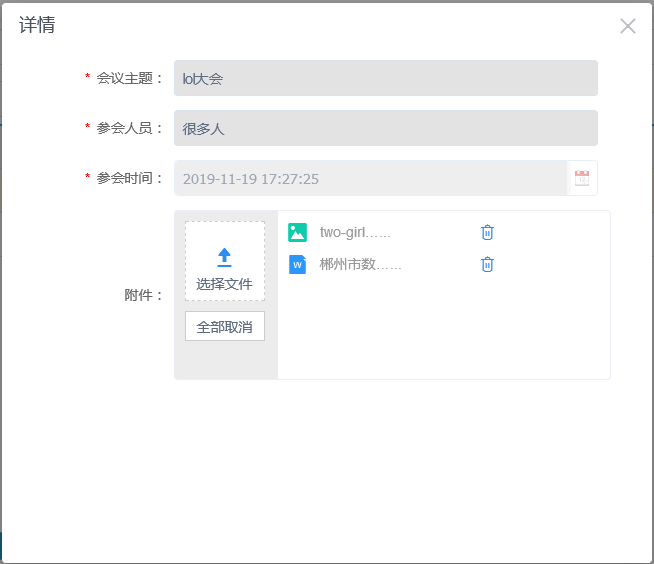 详情
* 会议主题： lol大会
* 参会人员： 很多人
* 参会时间： 2019-11-19 17:27:25
two-girl......
选择文件
W 郴州市数......
附件：
全部取消